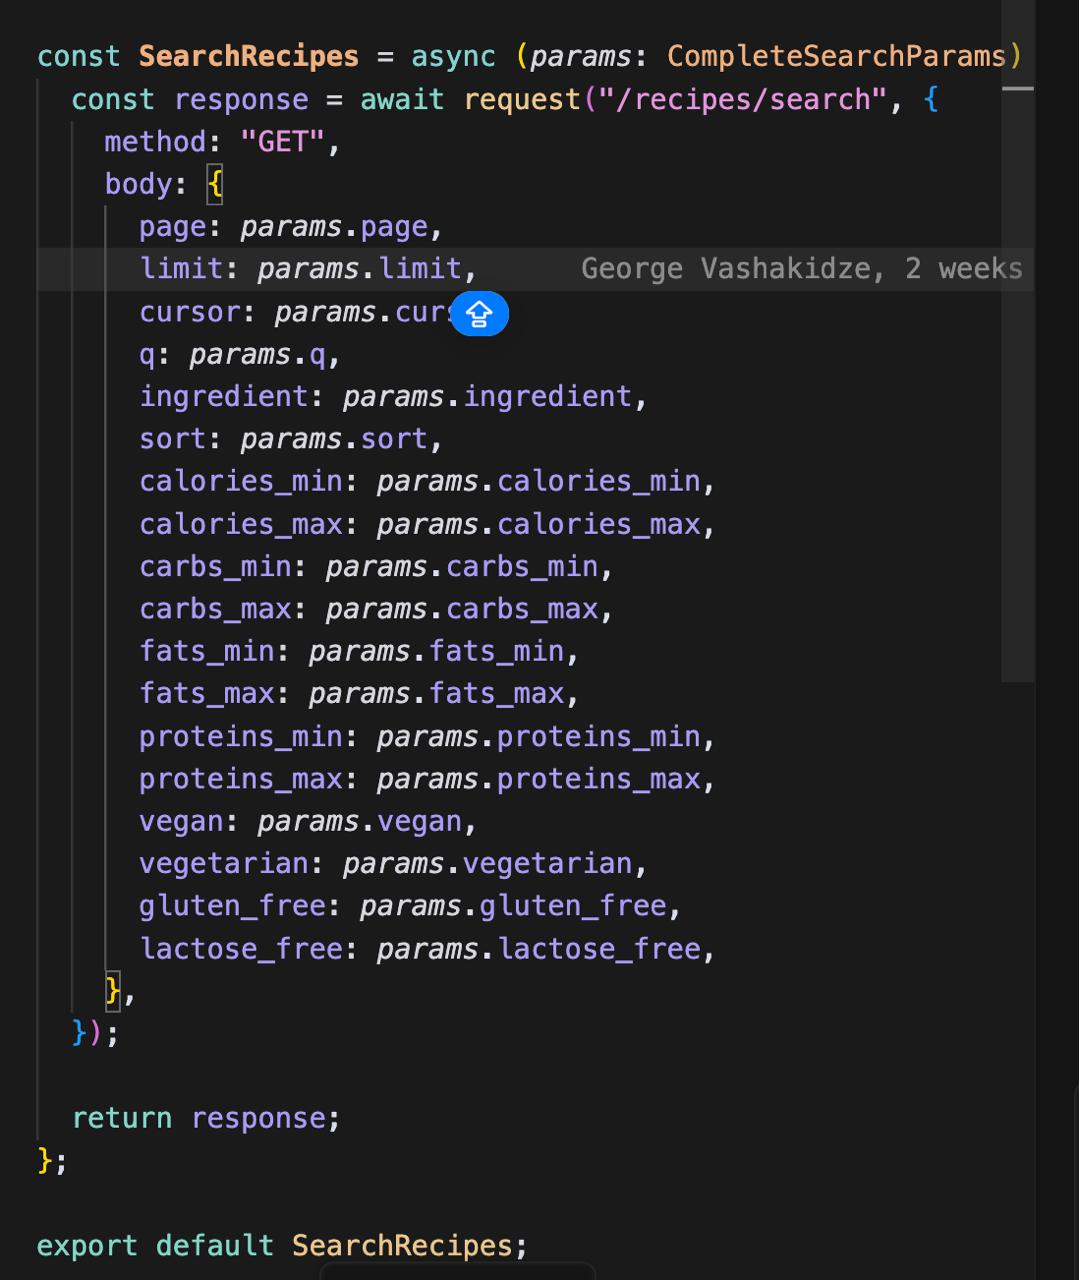 const SearchRecipes = async (params: CompleteSearchParams)
const response = await request("/recipes/search", {
method: "GET",
body: {
page: params.page,
limit: params.limit, George Vashakidze, 2 weeks
cursor: params.curs
q: params.q,
ingredient: params.ingredient,
sort: params.sort,
calories_min: params.calories_min,
calories_max: params.calories_max,
carbs_min: params.carbs_min,
carbs_max: params.carbs_max,
fats_min: params.fats_min,
fats_max: params.fats_max,
proteins_min: params.proteins_min,
proteins_max: params.proteins_max,
vegan: params.vegan,
vegetarian: params.vegetarian,
gluten_free: params.gluten_free,
lactose_free: params.lactose_free,
},
});
return response;
};
export default SearchRecipes;